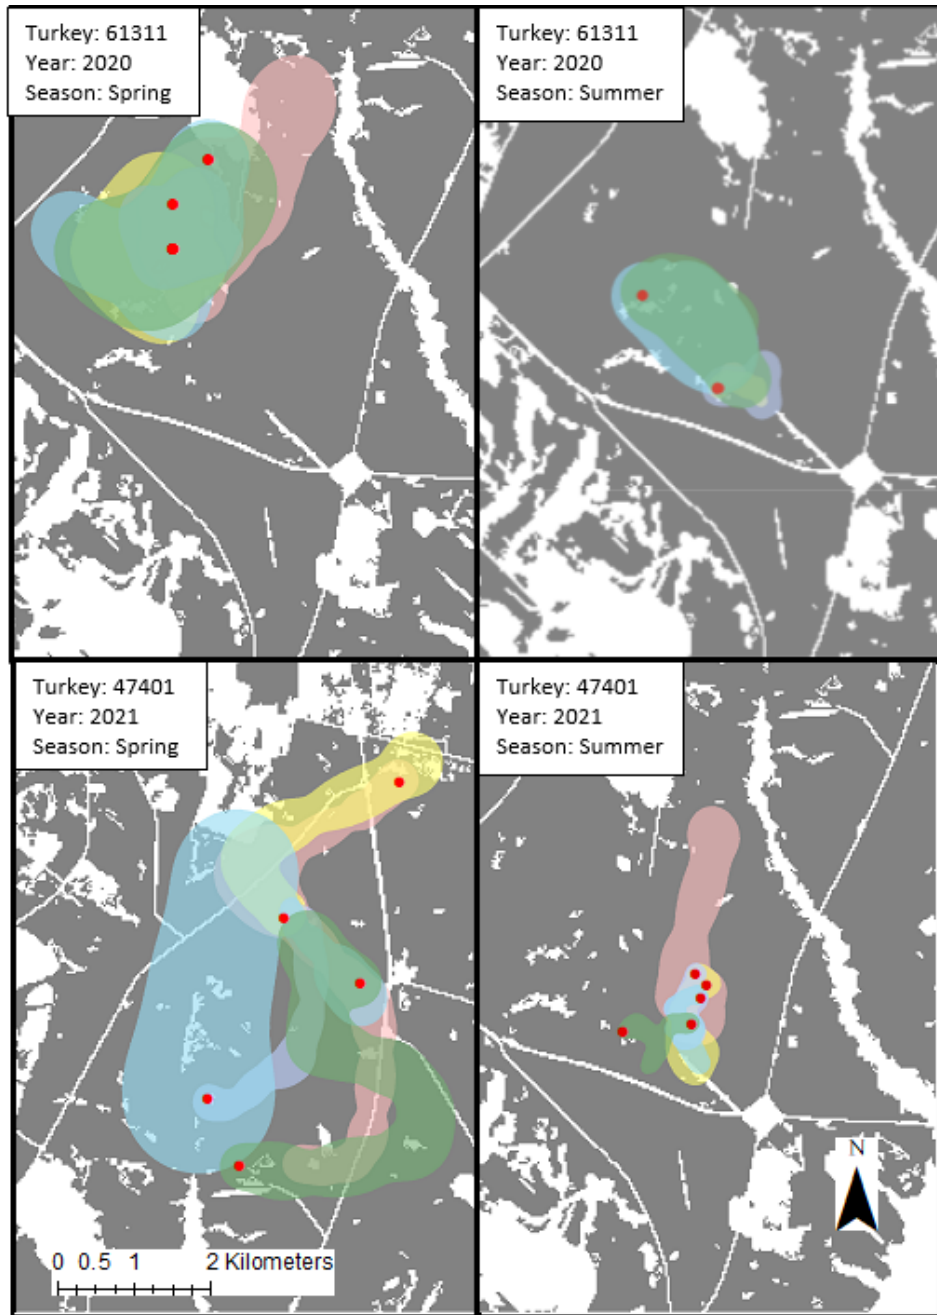 Turkey: 61311
Year: 2020
Season: Spring
Turkey: 61311
Year: 2020
Season: Summer
Turkey: 47401
Year: 2021
Season: Spring
Turkey: 47401
Year: 2021
Season: Summer
N
0 0.5 1 2 Kilometers